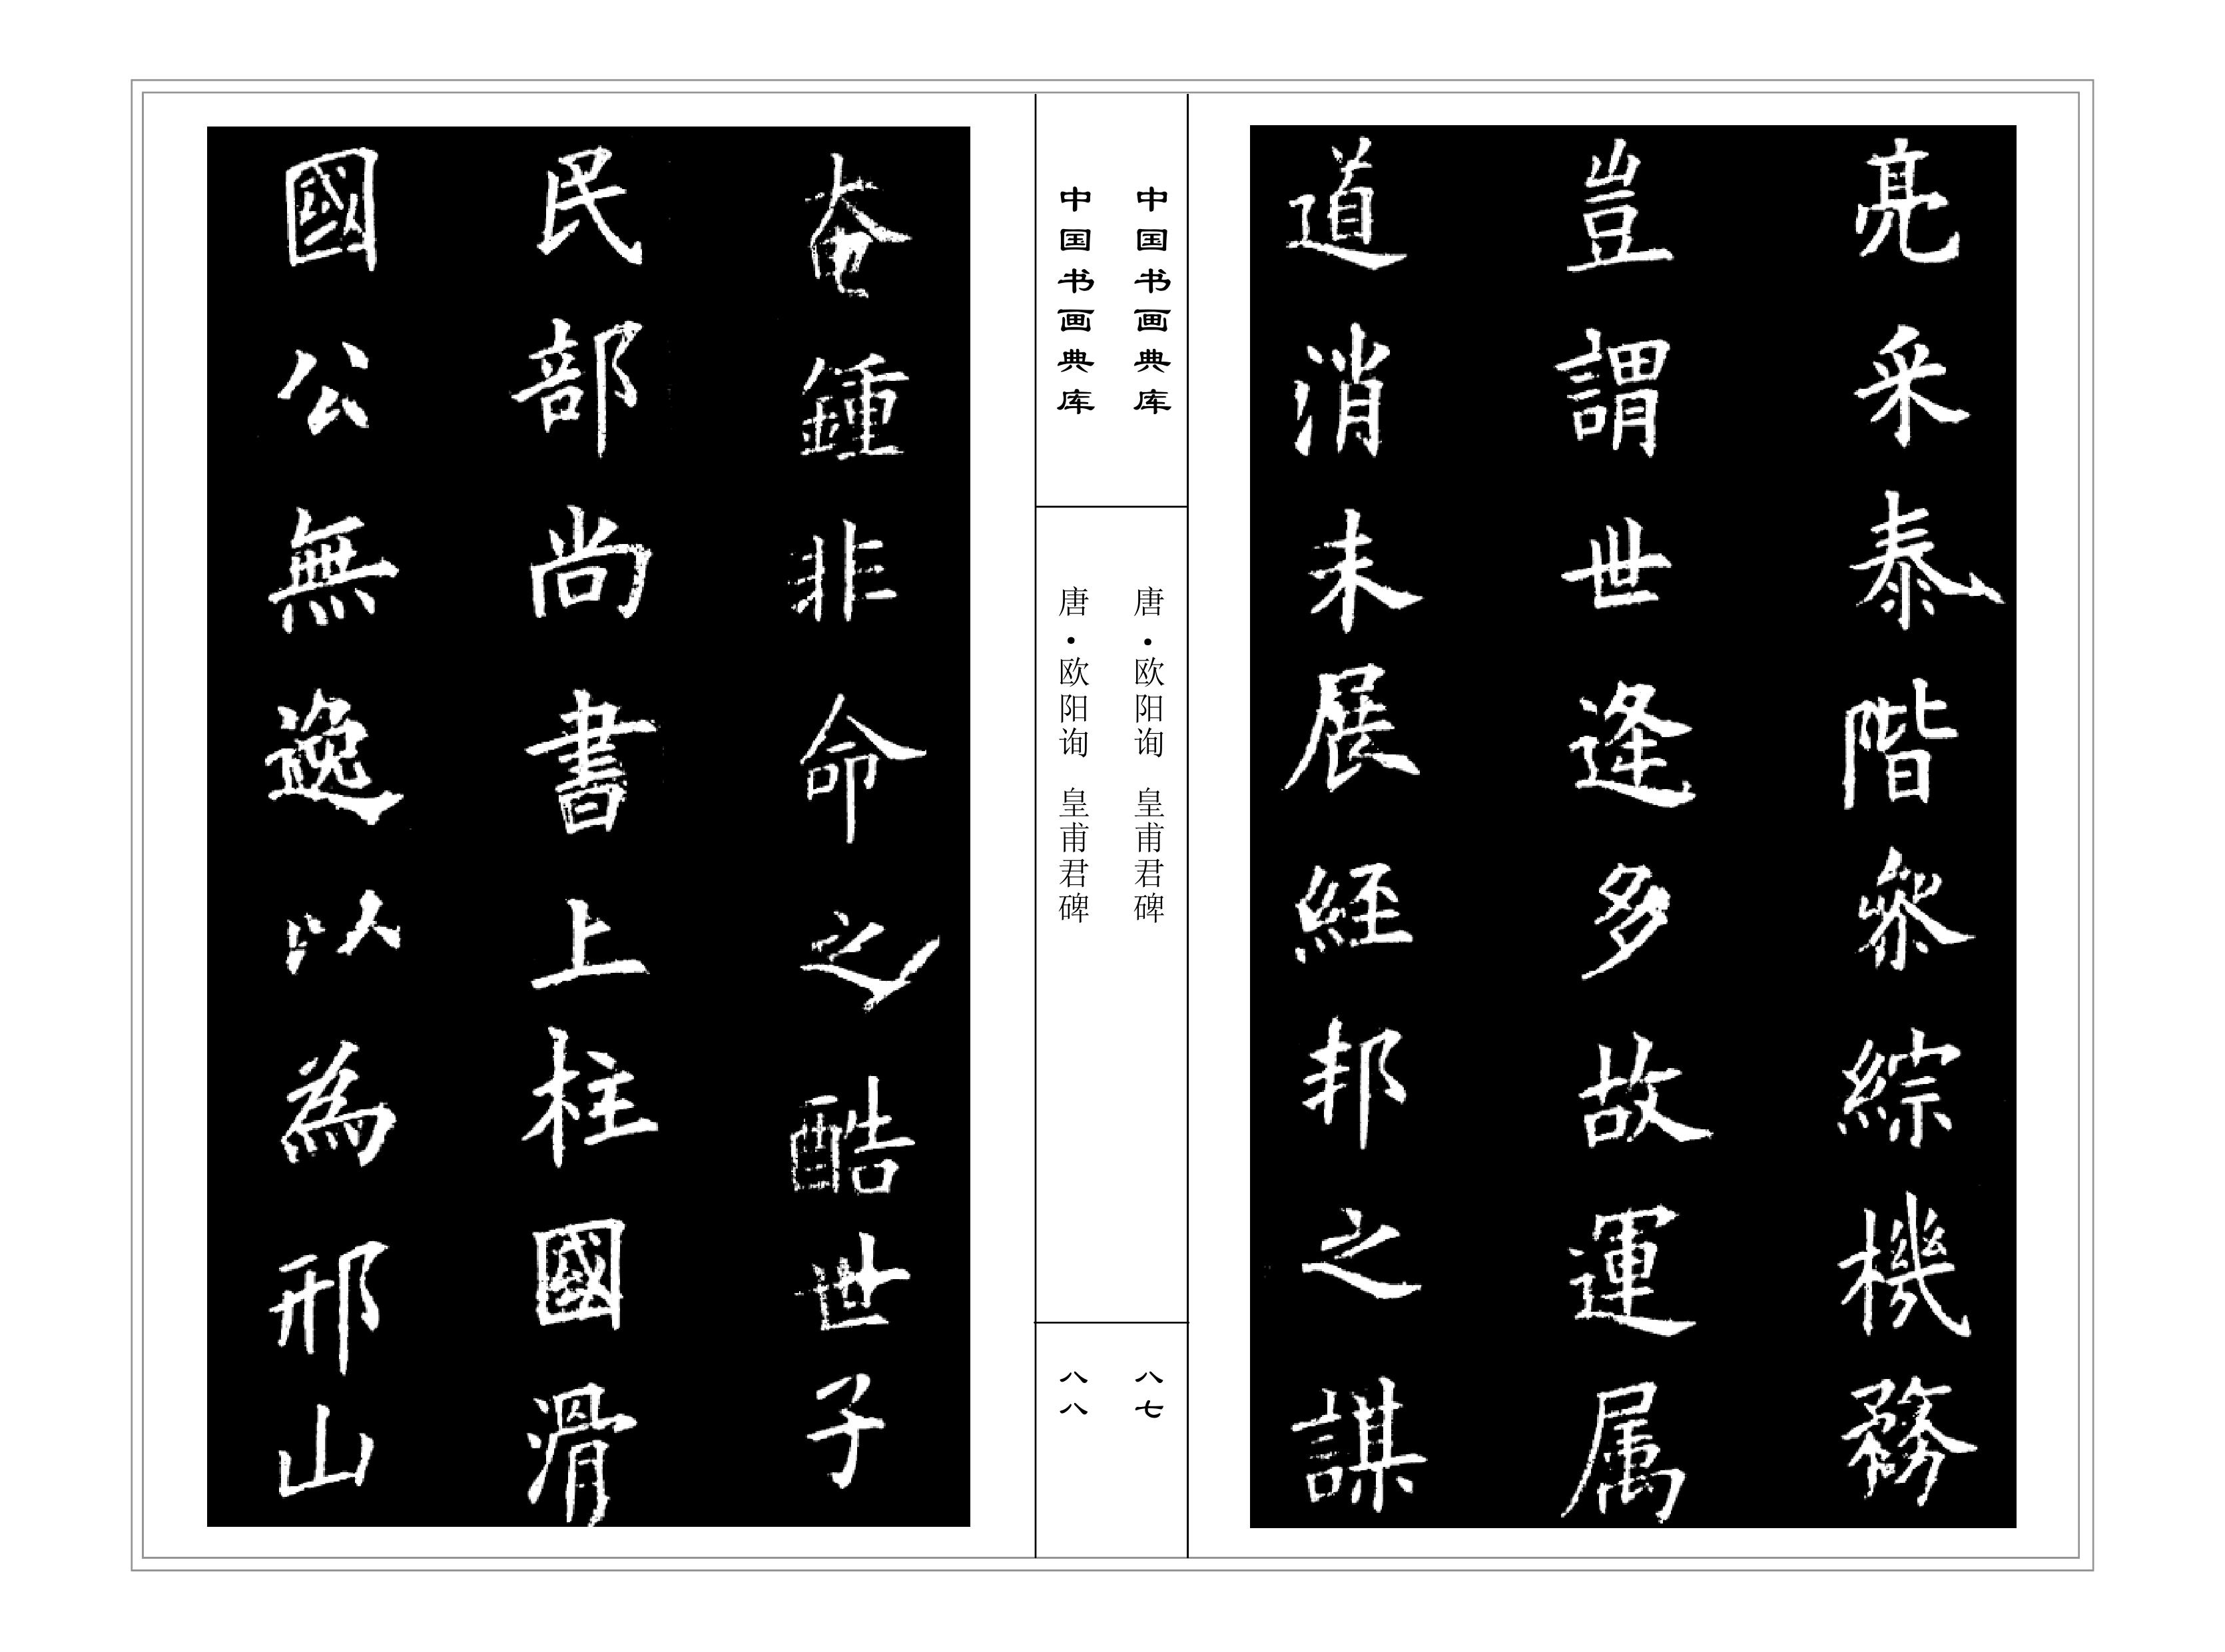 亮采泰階叅綜機務
豈謂世逢多故運属
道消未展經邦之謀
中国书画典库
唐·欧阳询 皇甫君碑
八七
中国书画典库
唐·欧阳询 皇甫君碑
八八
奄鍾非命之酷世子
民部尚書上柱國滑
國公無逸以為邢山